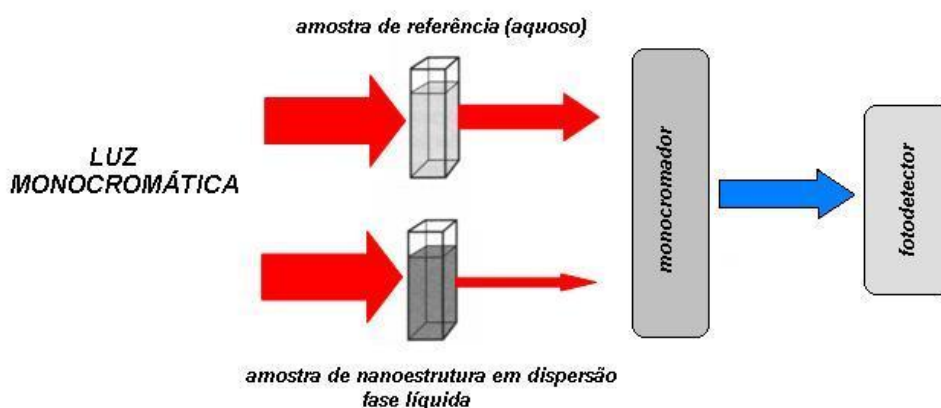 amostra de referência (aquoso)
LUZ
MONOCROMÁTICA
monocromador
fotodetector
amostra de nanoestrutura em dispersão
fase líquida